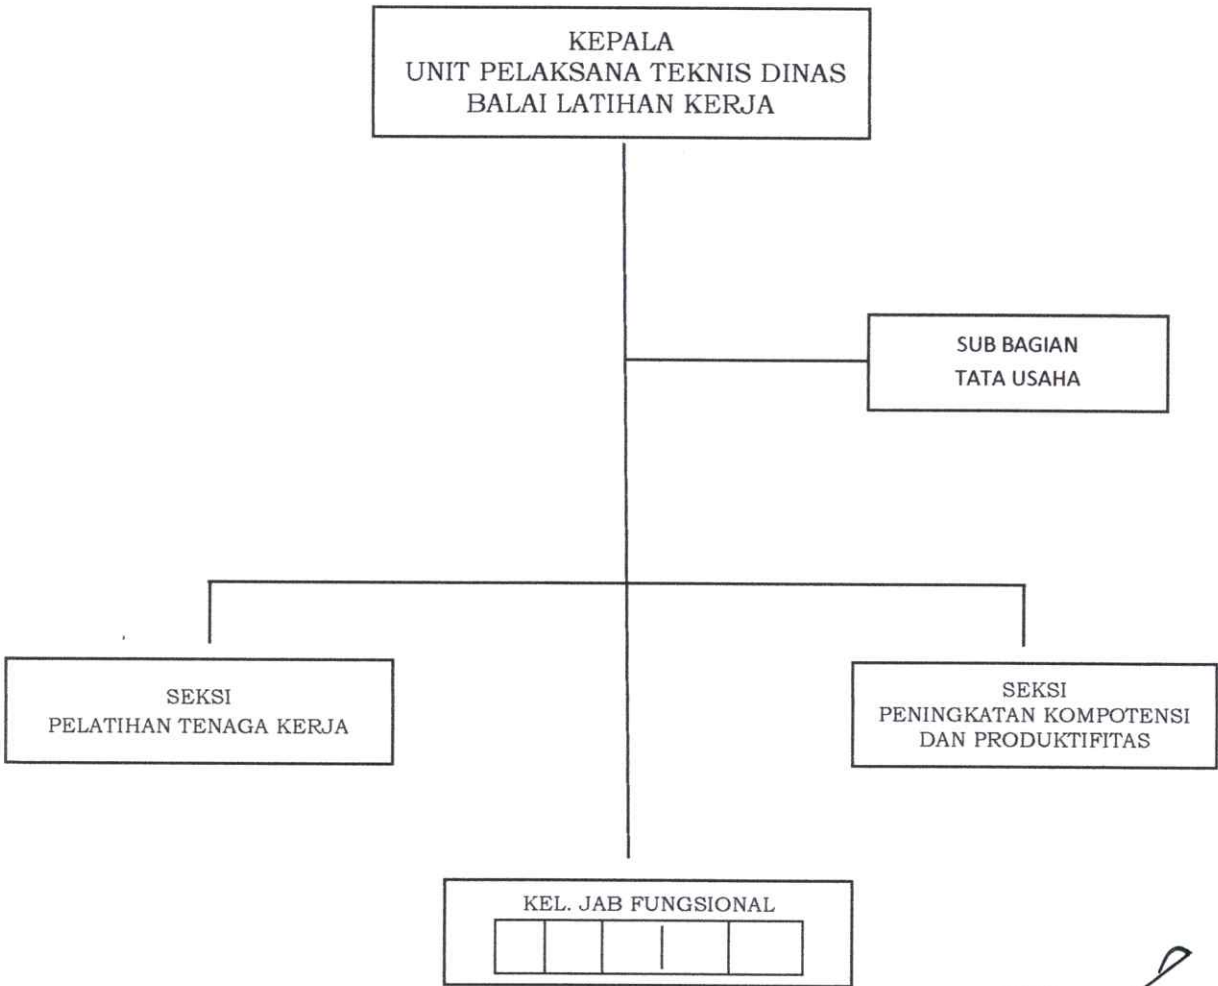 KEPALA
UNIT PELAKSANA TEKNIS DINAS
BALAI LATIHAN KERJA
SUB BAGIAN
TATA USAHA
SEKSI
PELATIHAN TENAGA KERJA
SEKSI
PENINGKATAN KOMPOTENSI
DAN PRODUKTIFITAS
KEL. JAB FUNGSIONAL